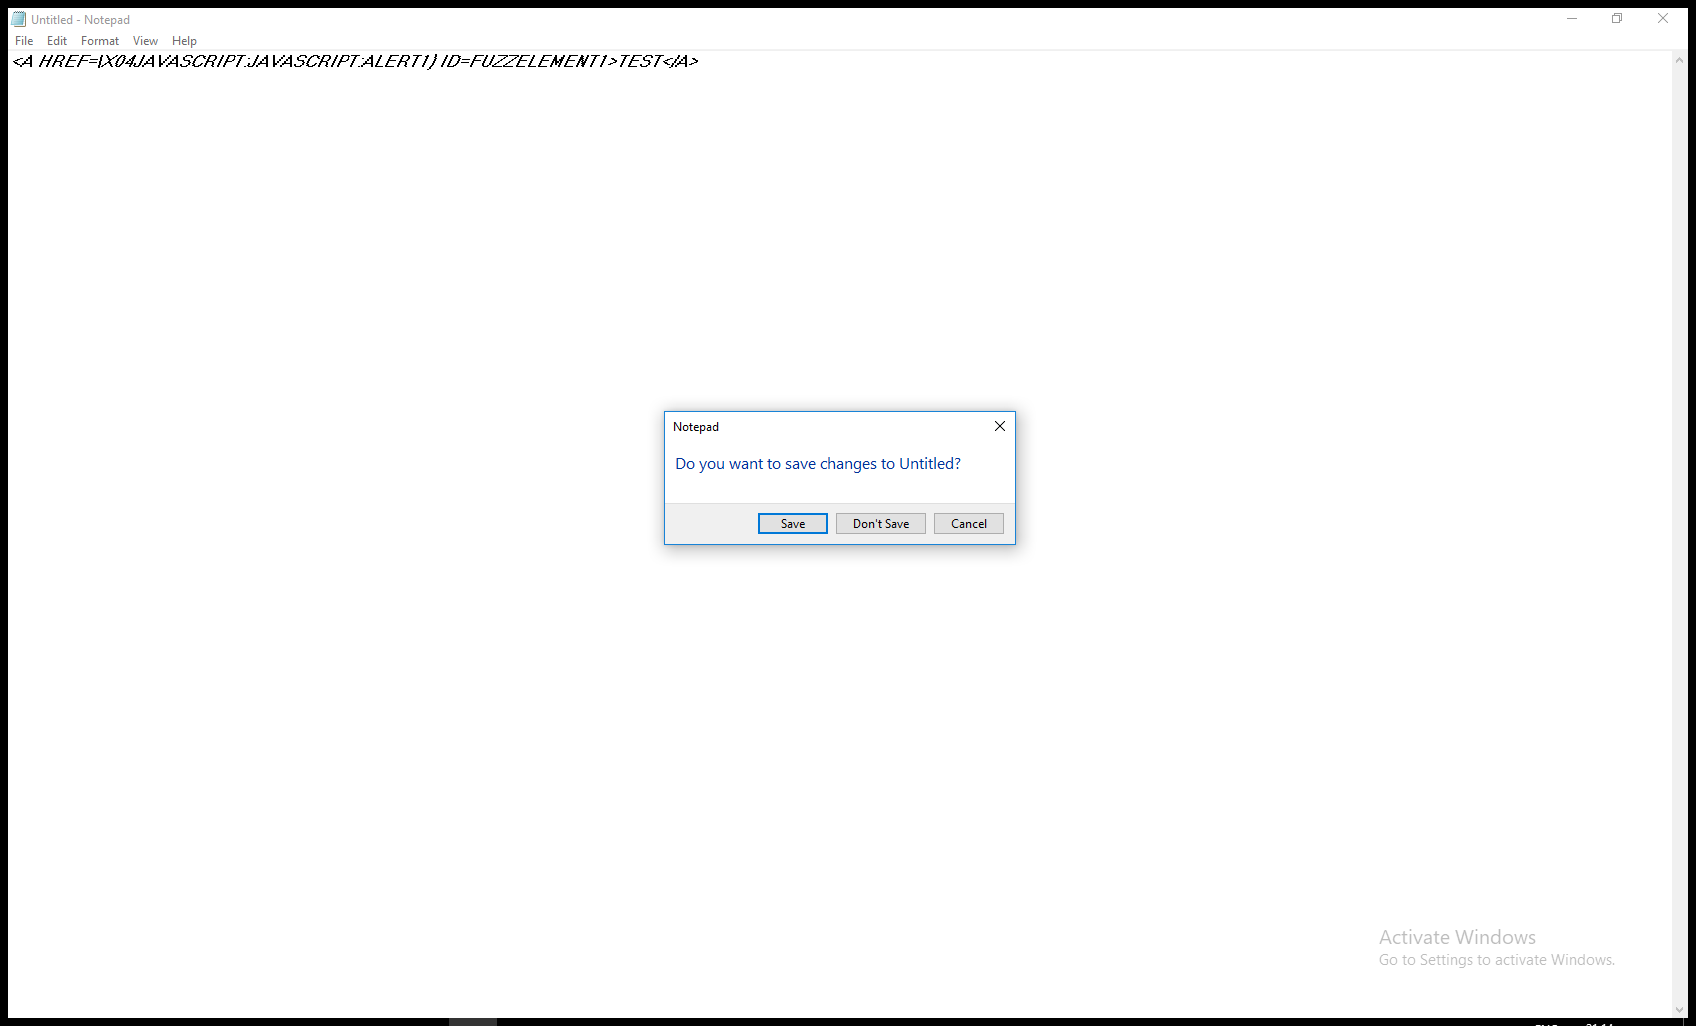 Untitled - Notepad
File Edit Format View Help
<A HREF=\X04JAVASCRIPT:JAVASCRIPT:ALERT1) ID=FUZZELEMENT1>TEST</A>
Notepad
Do you want to save changes to Untitled?
Save Don't Save Cancel
Activate Windows
Go to Settings to activate Windows.